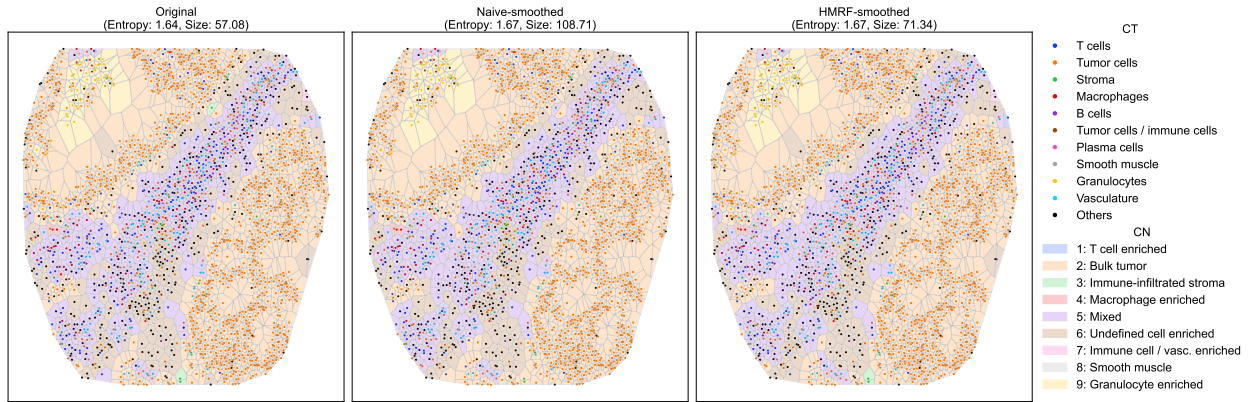 Original
(Entropy: 1.64, Size: 57.08)
Naive-smoothed
(Entropy: 1.67, Size: 108.71)
HMRF-smoothed
(Entropy: 1.67, Size: 71.34)
CT
T cells
Tumor cells
Stroma
Macrophages
B cells
Tumor cells / immune cells
Plasma cells
Smooth muscle
Granulocytes
Vasculature
Others
CN
1: T cell enriched
2: Bulk tumor
3: Immune-infiltrated stroma
4: Macrophage enriched
5: Mixed
6: Undefined cell enriched
7: Immune cell / vasc. enriched
8: Smooth muscle
9: Granulocyte enriched